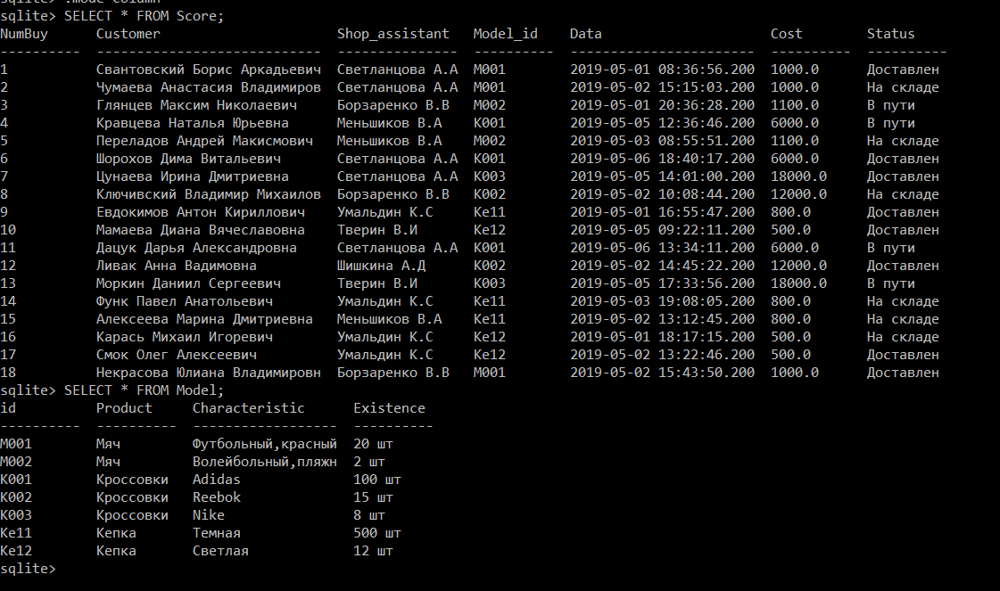 sqlite> .mode column
sqlite> SELECT * FROM Score;
NumBuy      Customer                      Shop_assistant   Model_id    Data                     Cost        Status
----------  ----------------------------  ---------------  ----------  -----------------------  ----------  ----------
1           Свантовский Борис Аркадьевич  Светланцова А.А  M001        2019-05-01 08:36:56.200  1000.0      Доставлен
2           Чумаева Анастасия Владимиров  Светланцова А.А  M001        2019-05-02 15:15:03.200  1000.0      На складе
3           Глянцев Максим Николаевич     Борзаренко В.В   M002        2019-05-01 20:36:28.200  1100.0      В пути
4           Кравцева Наталья Юрьевна      Меньшиков В.А    K001        2019-05-05 12:36:46.200  6000.0      В пути
5           Переладов Андрей Макисмович   Меньшиков В.А    M002        2019-05-03 08:55:51.200  1100.0      На складе
6           Шорохов Дима Витальевич       Светланцова А.А  K001        2019-05-06 18:40:17.200  6000.0      Доставлен
7           Цунаева Ирина Дмитриевна      Светланцова А.А  K003        2019-05-05 14:01:00.200  18000.0     Доставлен
8           Ключивский Владимир Михаилов  Борзаренко В.В   K002        2019-05-02 10:08:44.200  12000.0     На складе
9           Евдокимов Антон Кириллович    Умальдин К.С     Ke11        2019-05-01 16:55:47.200  800.0       Доставлен
10          Мамаева Диана Вячеславовна    Тверин В.И       Ke12        2019-05-05 09:22:11.200  500.0       Доставлен
11          Дацук Дарья Александровна     Светланцова А.А  K001        2019-05-06 13:34:11.200  6000.0      В пути
12          Ливак Анна Вадимовна          Шишкина А.Д      K002        2019-05-02 14:45:22.200  12000.0     Доставлен
13          Моркин Даниил Сергеевич       Тверин В.И       K003        2019-05-05 17:33:56.200  18000.0     В пути
14          Функ Павел Анатольевич        Умальдин К.С     Ke11        2019-05-03 19:08:05.200  800.0       На складе
15          Алексеева Марина Дмитриевна   Меньшиков В.А    Ke11        2019-05-02 13:12:45.200  800.0       На складе
16          Карась Михаил Игоревич        Умальдин К.С     Ke12        2019-05-01 18:17:15.200  500.0       На складе
17          Смок Олег Алексеевич          Умальдин К.С     Ke12        2019-05-02 13:22:46.200  500.0       Доставлен
18          Некрасова Юлиана Владимировн  Борзаренко В.В   M001        2019-05-02 15:43:50.200  1000.0      Доставлен
sqlite> SELECT * FROM Model;
id          Product     Characteristic      Existence
----------  ----------  ------------------  ----------
M001        Мяч         Футбольный,красный  20 шт
M002        Мяч         Волейбольный,пляжн  2 шт
K001        Кроссовки   Adidas              100 шт
K002        Кроссовки   Reebok              15 шт
K003        Кроссовки   Nike                8 шт
Ke11        Кепка       Темная              500 шт
Ke12        Кепка       Светлая             12 шт
sqlite>